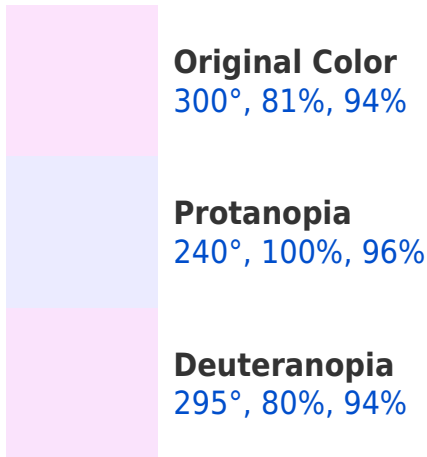 Original Color
300°, 81%, 94%
Protanopia
240°, 100%, 96%
Deuteranopia
295°, 80%, 94%